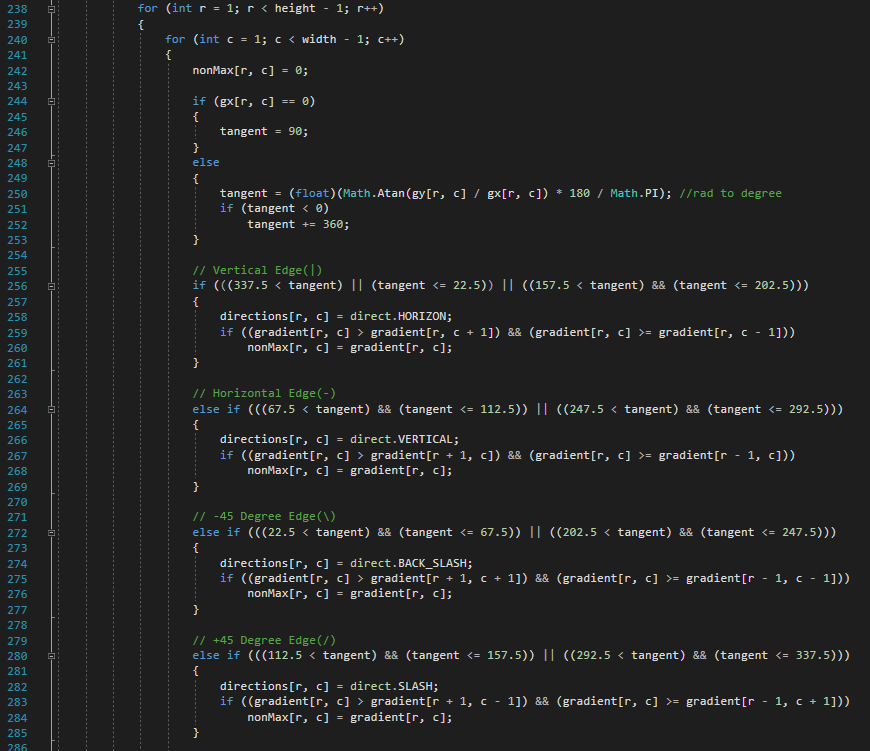 238 for (int r = 1; r < height - 1; r++)
239 {
240 for (int c = 1; c < width - 1; c++)
241 {
242 nonMax[r, c] = 0;
243
244 if (gx[r, c] == 0)
245 {
246 tangent = 90;
247 }
248 else
249 {
250 tangent = (float)(Math.Atan(gy[r, c] / gx[r, c]) * 180 / Math.PI); //rad to degree
251 if (tangent < 0)
252 tangent += 360;
253 }
254
255 // Vertical Edge(|)
256 if (((337.5 < tangent) || (tangent <= 22.5)) || ((157.5 < tangent) && (tangent <= 202.5)))
257 {
258 directions[r, c] = direct.HORIZON;
259 if ((gradient[r, c] > gradient[r, c + 1]) && (gradient[r, c] >= gradient[r, c - 1]))
260 nonMax[r, c] = gradient[r, c];
261 }
262
263 // Horizontal Edge(-)
264 else if (((67.5 < tangent) && (tangent <= 112.5)) || ((247.5 < tangent) && (tangent <= 292.5)))
265 {
266 directions[r, c] = direct.VERTICAL;
267 if ((gradient[r, c] > gradient[r + 1, c]) && (gradient[r, c] >= gradient[r - 1, c]))
268 nonMax[r, c] = gradient[r, c];
269 }
270
271 // -45 Degree Edge(\)
272 else if (((22.5 < tangent) && (tangent <= 67.5)) || ((202.5 < tangent) && (tangent <= 247.5)))
273 {
274 directions[r, c] = direct.BACK_SLASH;
275 if ((gradient[r, c] > gradient[r + 1, c + 1]) && (gradient[r, c] >= gradient[r - 1, c - 1]))
276 nonMax[r, c] = gradient[r, c];
277 }
278
279 // +45 Degree Edge(/)
280 else if (((112.5 < tangent) && (tangent <= 157.5)) || ((292.5 < tangent) && (tangent <= 337.5)))
281 {
282 directions[r, c] = direct.SLASH;
283 if ((gradient[r, c] > gradient[r + 1, c - 1]) && (gradient[r, c] >= gradient[r - 1, c + 1]))
284 nonMax[r, c] = gradient[r, c];
285 }
286